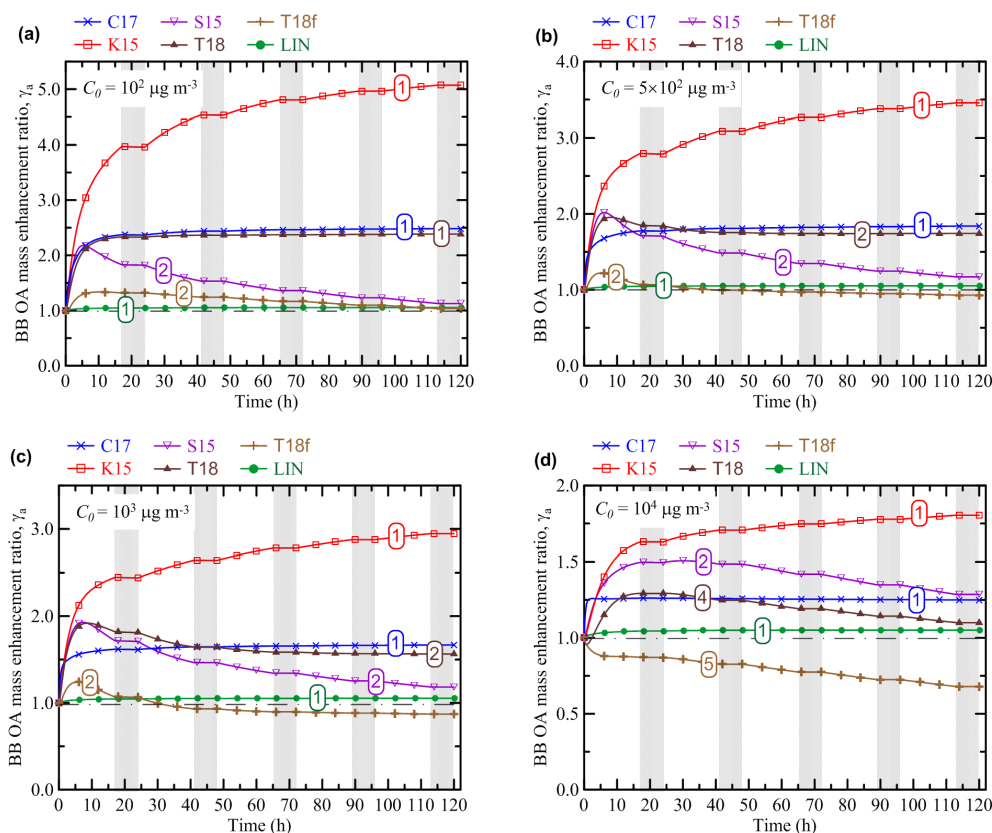 (a)
C17 S15 T18f
K15 T18 LIN
C₀ = 10² μg m⁻³
BB OA mass enhancement ratio, γₐ
5.0
4.0
3.0
2.0
1.0
0.0
1
1
1
2
2
1
0 10 20 30 40 50 60 70 80 90 100 110 120
Time (h)
(b)
C17 S15 T18f
K15 T18 LIN
C₀ = 5×10² μg m⁻³
BB OA mass enhancement ratio, γₐ
4.0
3.0
2.0
1.0
0.0
1
1
2
2
2
1
0 10 20 30 40 50 60 70 80 90 100 110 120
Time (h)
(c)
C17 S15 T18f
K15 T18 LIN
C₀ = 10³ μg m⁻³
BB OA mass enhancement ratio, γₐ
3.0
2.0
1.0
0.0
1
1
2
2
2
1
0 10 20 30 40 50 60 70 80 90 100 110 120
Time (h)
(d)
C17 S15 T18f
K15 T18 LIN
C₀ = 10⁴ μg m⁻³
BB OA mass enhancement ratio, γₐ
2.0
1.5
1.0
0.5
0.0
1
2
4
1
1
5
0 10 20 30 40 50 60 70 80 90 100 110 120
Time (h)